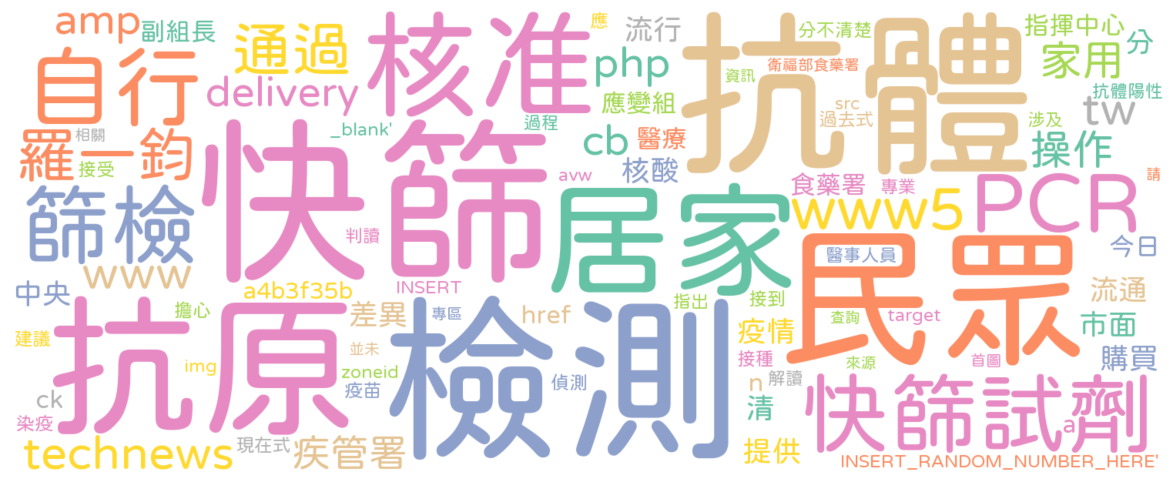 amp
副組長
通過
核准
應
流行
抗體
分不清楚
指揮中心
分
自行
delivery
php
衛福部食藥署
家用
資訊
抗體陽性
tw
應變組
src
過去式
涉及
_blank'
過程
相關
羅一鈞
接受
快篩
cb
醫療
操作
核酸
avw
食藥署
專業
PCR
請
篩檢
居家
www5
判讀
民眾
醫事人員
今日
www
INSERT
中央
a4b3f35b
流通
擔心
抗原
差異
專區
href
檢測
指出
接到
疫情
查詢
target
市面
建議
並未
img
zoneid
接種
來源
首圖
購買
疫苗
偵測
n
解讀
快篩試劑
ck
染疫
清
a
technews
現在式
疾管署
提供
INSERT_RANDOM_NUMBER_HERE'